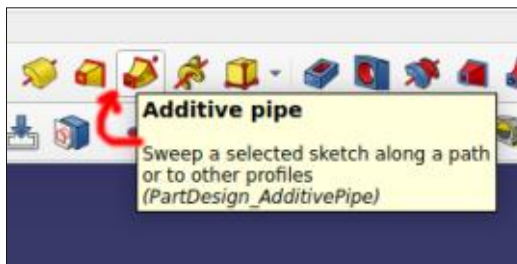 Additive pipe
Sweep a selected sketch along a path
or to other profiles
(PartDesign_AdditivePipe)